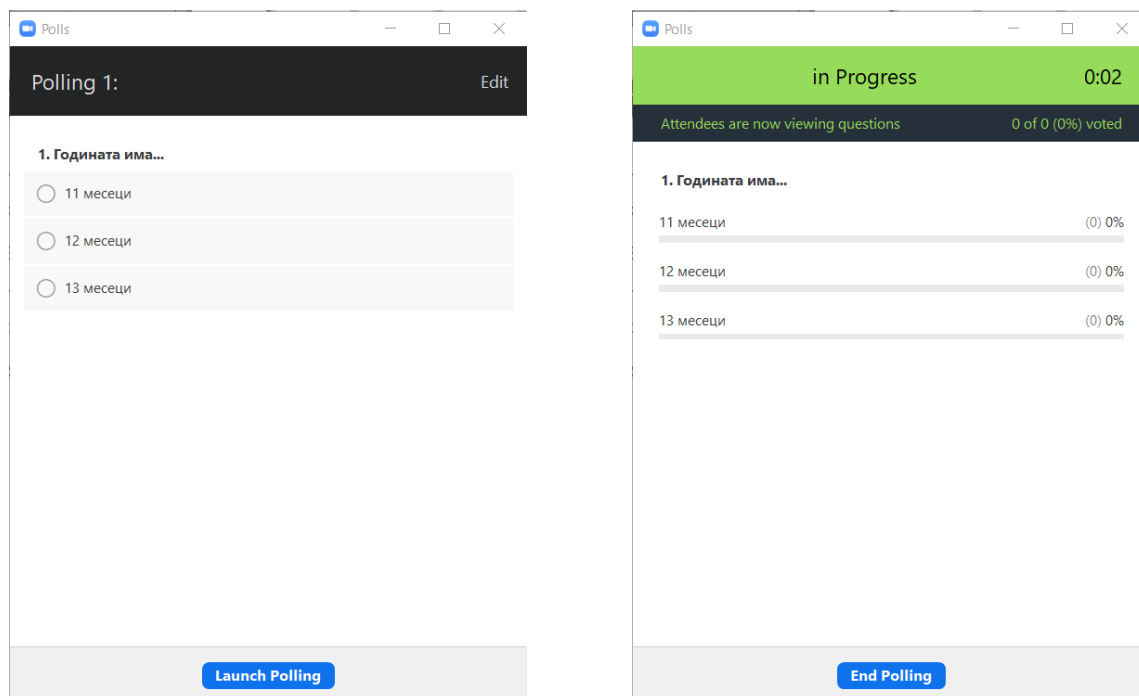 Polls
Polling 1:
Edit
1. Годината има...
11 месеци
12 месеци
13 месеци
Launch Polling
Polls
in Progress
0:02
Attendees are now viewing questions
0 of 0 (0%) voted
1. Годината има...
11 месеци
(0) 0%
12 месеци
(0) 0%
13 месеци
(0) 0%
End Polling